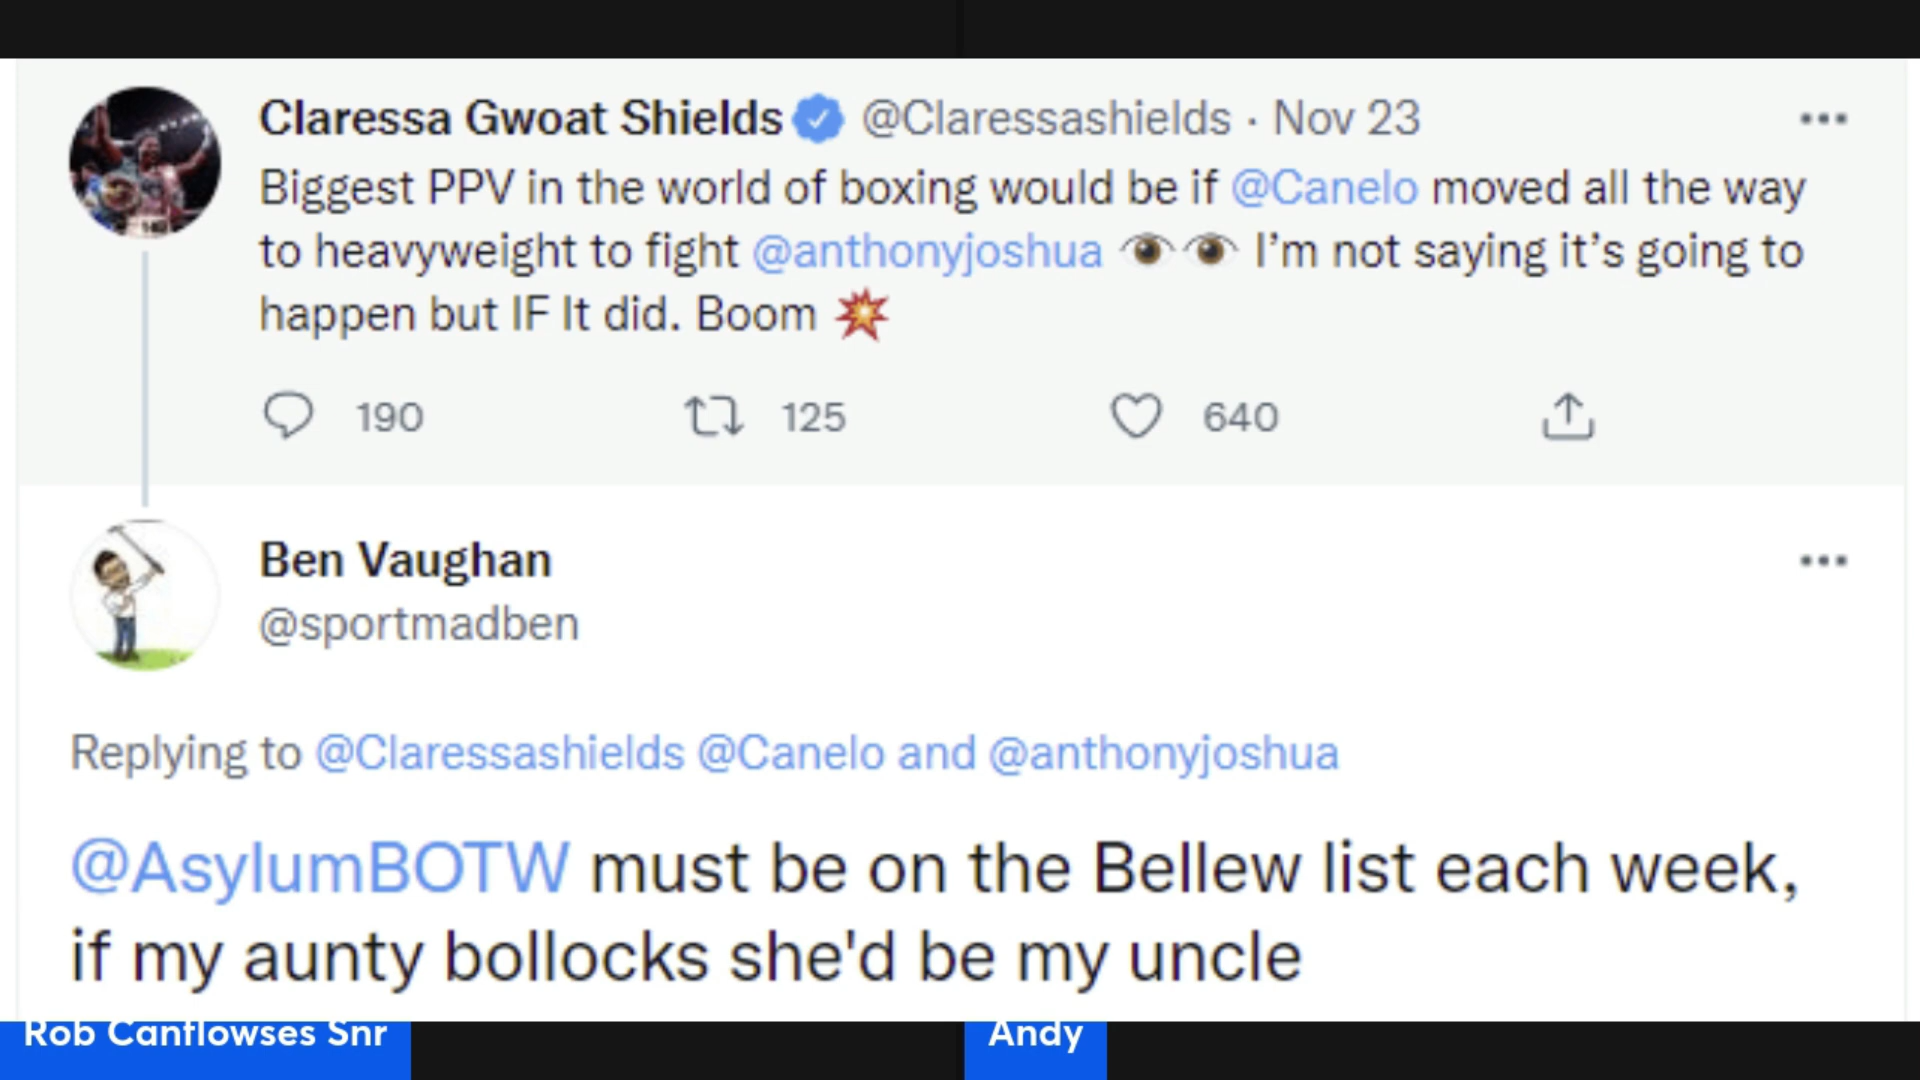 Claressa Gwoat Shields @Claressashields · Nov 23
Biggest PPV in the world of boxing would be if @Canelo moved all the way
to heavyweight to fight @anthonyjoshua 👁️👁️ I’m not saying it’s going to
happen but IF It did. Boom 💥
190 125 640
Ben Vaughan
@sportmadben
Replying to @Claressashields @Canelo and @anthonyjoshua
@AsylumBOTW must be on the Bellew list each week,
if my aunty bollocks she'd be my uncle
Rob Canflowses Snr
Andy